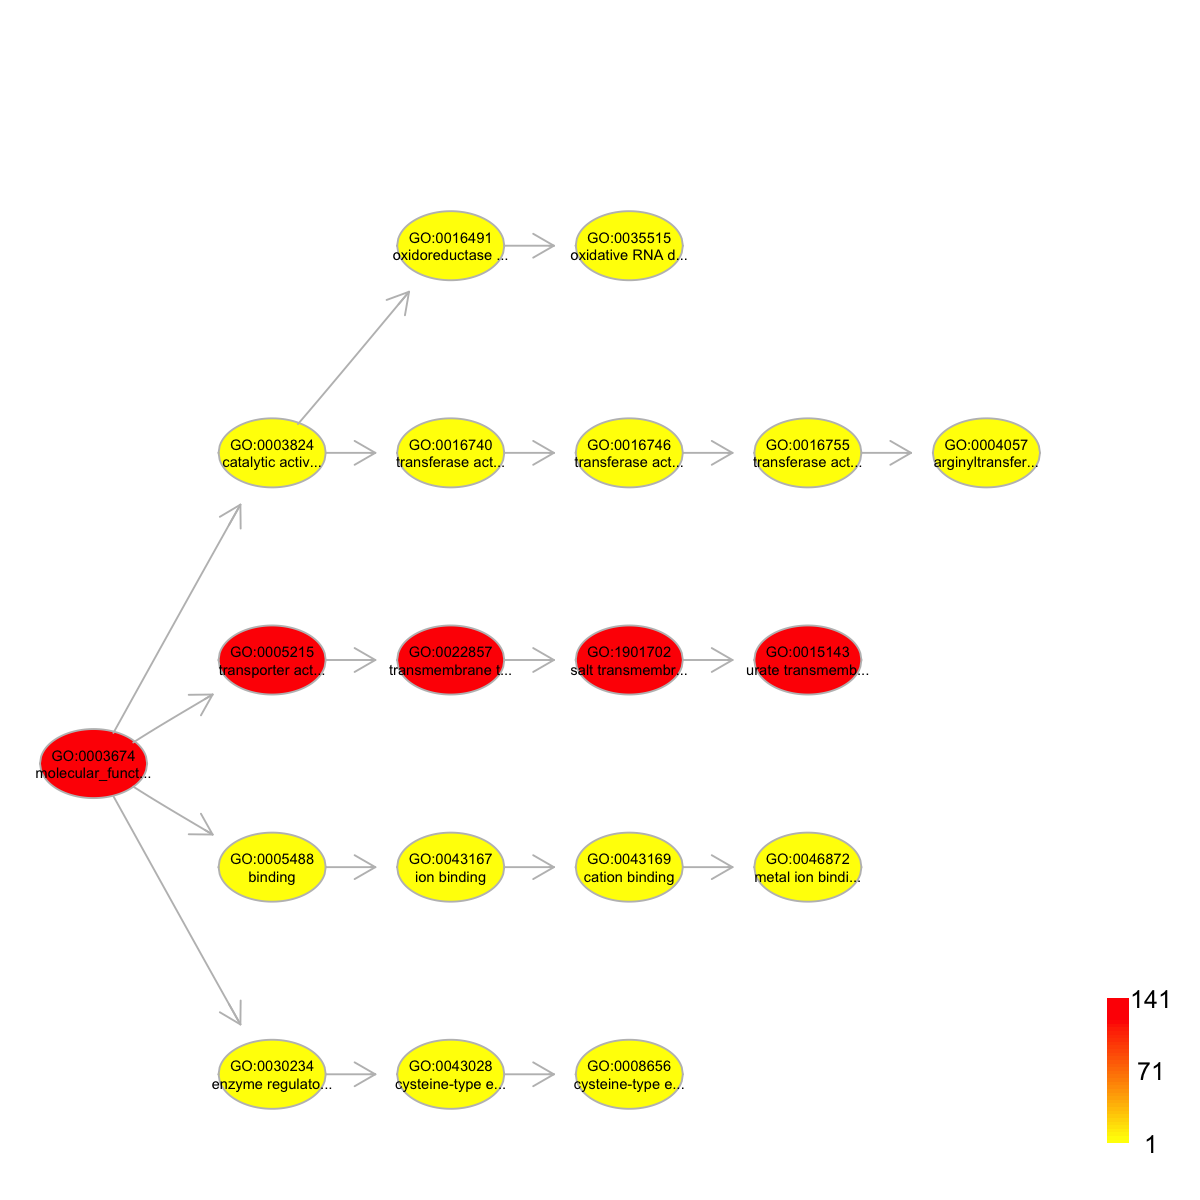 GO:0016491
oxidoreductase ...
GO:0035515
oxidative RNA d...
GO:0003824
catalytic activ...
GO:0016740
transferase act...
GO:0016746
transferase act...
GO:0016755
transferase act...
GO:0004057
arginyltransfer...
GO:0005215
transporter act...
GO:0022857
transmembrane t...
GO:1901702
salt transmembr...
GO:0015143
urate transmemb...
GO:0003674
molecular_funct...
GO:0005488
binding
GO:0043167
ion binding
GO:0043169
cation binding
GO:0046872
metal ion bindi...
GO:0030234
enzyme regulato...
GO:0043028
cysteine-type e...
GO:0008656
cysteine-type e...
141
71
1